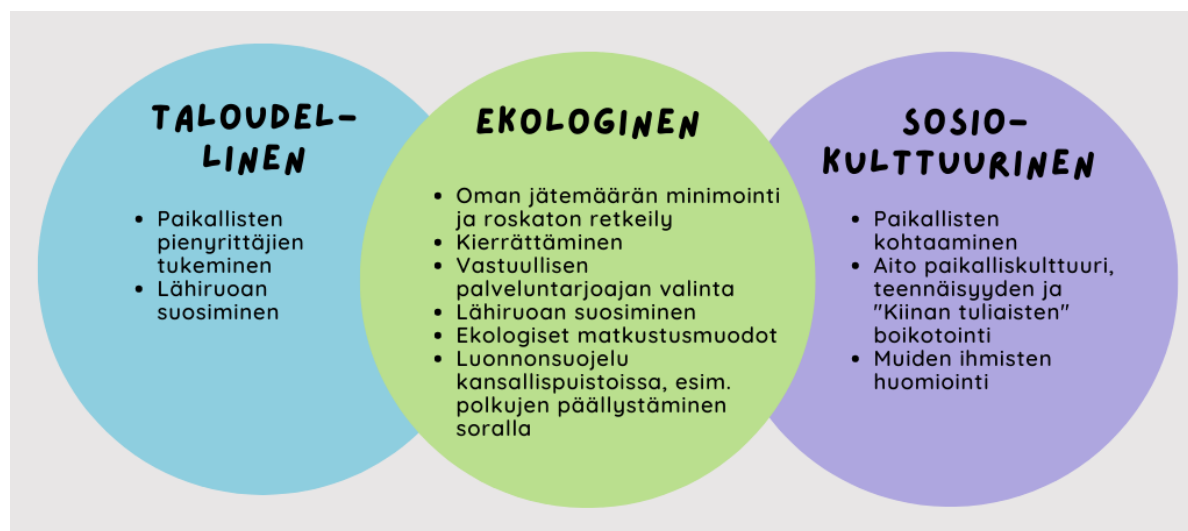 TALOUDEL-
LINEN
• Paikallisten
pienyrittäjien
tukeminen
• Lähiruoan
suosiminen
EKOLOGINEN
• Oman jätemäärän minimointi
ja roskaton retkeily
• Kierrättäminen
• Vastuullisen
palveluntarjoajan valinta
• Lähiruoan suosiminen
• Ekologiset matkustusmuodot
• Luonnonsuojelu
kansallispuistoissa, esim.
polkujen päällystäminen
soralla
SOSIO-
KULTTUURINEN
• Paikallisten
kohtaaminen
• Aito paikalliskulttuuri,
teennäisyyden ja
"Kiinan tuliaisten"
boikotointi
• Muiden ihmisten
huomiointi